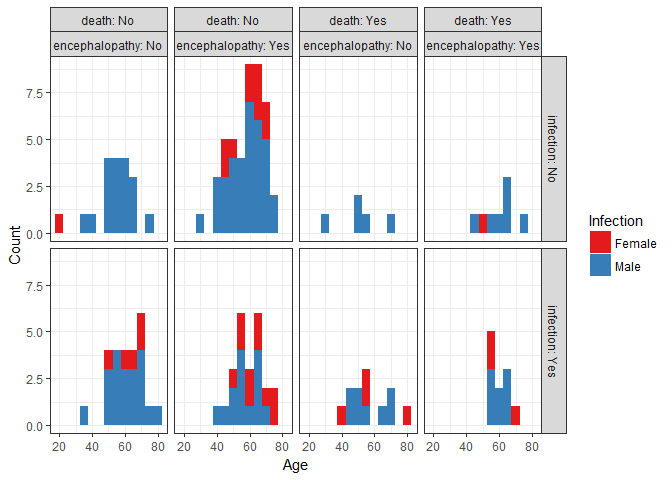 death: No death: No death: Yes death: Yes
encephalopathy: No encephalopathy: Yes encephalopathy: No encephalopathy: Yes
7.5
5.0
2.5
0.0
infection: No
7.5
5.0
2.5
0.0
infection: Yes
Count
20 40 60 80 20 40 60 80 20 40 60 80 20 40 60 80
Age
Infection
Female
Male